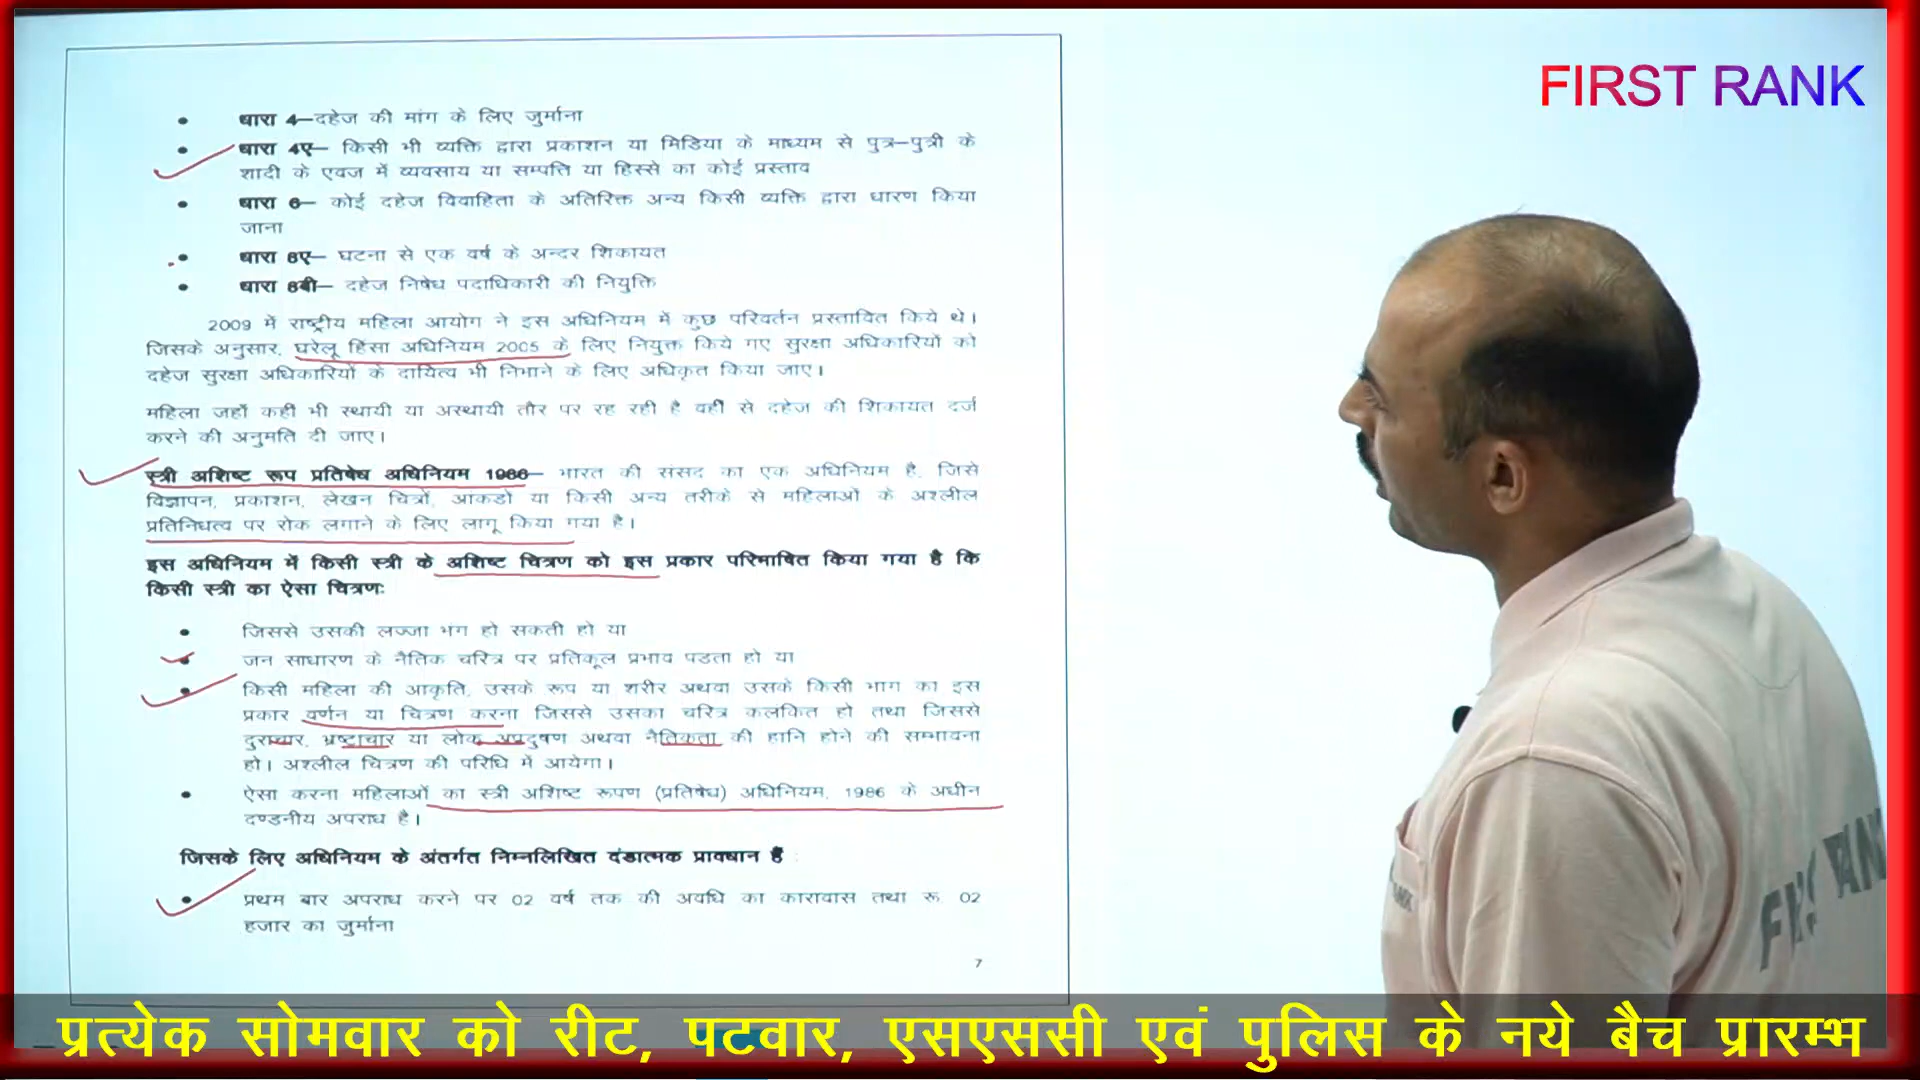 FIRST RANK
• धारा 4–दहेज की मांग के लिए जुर्माना
• धारा 4ए– किसी भी व्यक्ति द्वारा प्रकाशन या मिडिया के माध्यम से पुत्र–पुत्री के
शादी के एवज में व्यवसाय या सम्पति या हिस्से का कोई प्रस्ताव
• धारा 6– कोई दहेज विवाहिता के अतिरिक्त अन्य किसी व्यक्ति द्वारा धारण किया
जाना
• धारा 8ए– घटना से एक वर्ष के अन्दर शिकायत
• धारा 8बी– दहेज निषेध पदाधिकारी की नियुक्ति
2009 में राष्ट्रीय महिला आयोग ने इस अधिनियम में कुछ परिवर्तन प्रस्तावित किये थे।
जिसके अनुसार, घरेलू हिंसा अधिनियम 2005 के लिए नियुक्त किये गए सुरक्षा अधिकारियों को
दहेज सुरक्षा अधिकारियों के दायित्व भी निभाने के लिए अधिकृत किया जाए।
महिला जहाँ कहीं भी स्थायी या अस्थायी तौर पर रह रही है वहीं से दहेज की शिकायत दर्ज
करने की अनुमति दी जाए।
स्त्री अशिष्ट रूप प्रतिषेध अधिनियम 1986– भारत की संसद का एक अधिनियम है, जिसे
विज्ञापन, प्रकाशन, लेखन चित्रों, आकडो या किसी अन्य तरीके से महिलाओं के अश्लील
प्रतिनिधत्व पर रोक लगाने के लिए लागू किया गया है।
इस अधिनियम में किसी स्त्री के अशिष्ट चित्रण को इस प्रकार परिभाषित किया गया है कि
किसी स्त्री का ऐसा चित्रणः
• जिससे उसकी लज्जा भंग हो सकती हो या
• जन साधारण के नैतिक चरित्र पर प्रतिकूल प्रभाव पडता हो या
• किसी महिला की आकृति, उसके रूप या शरीर अथवा उसके किसी भाग का इस
प्रकार वर्णन या चित्रण करना जिससे उसका चरित्र कलंकित हो तथा जिससे
दुराचार, भ्रष्टाचार या लोक अपदुषण अथवा नैतिकता की हानि होने की सम्भावना
हो। अश्लील चित्रण की परिधि में आयेगा।
• ऐसा करना महिलाओं का स्त्री अशिष्ट रूपण (प्रतिषेध) अधिनियम, 1986 के अधीन
दण्डनीय अपराध है।
जिसके लिए अधिनियम के अंतर्गत निम्नलिखित दंडात्मक प्रावधान हैं :
• प्रथम बार अपराध करने पर 02 वर्ष तक की अवधि का कारावास तथा रू 02
हजार का जुर्माना
7
प्रत्येक सोमवार को रीट, पटवार, एसएससी एवं पुलिस के नये बैच प्रारम्भ